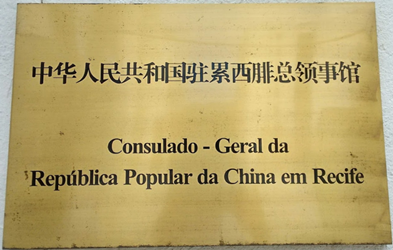 中华人民共和国驻累西腓总领事馆
Consulado - Geral da
República Popular da China em Recife